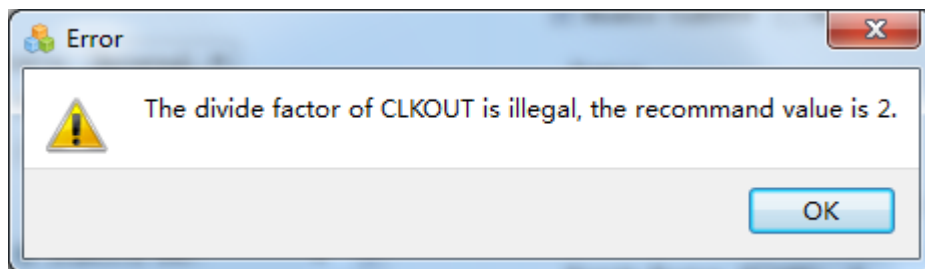 Error
The divide factor of CLKOUT is illegal, the recommand value is 2.
OK